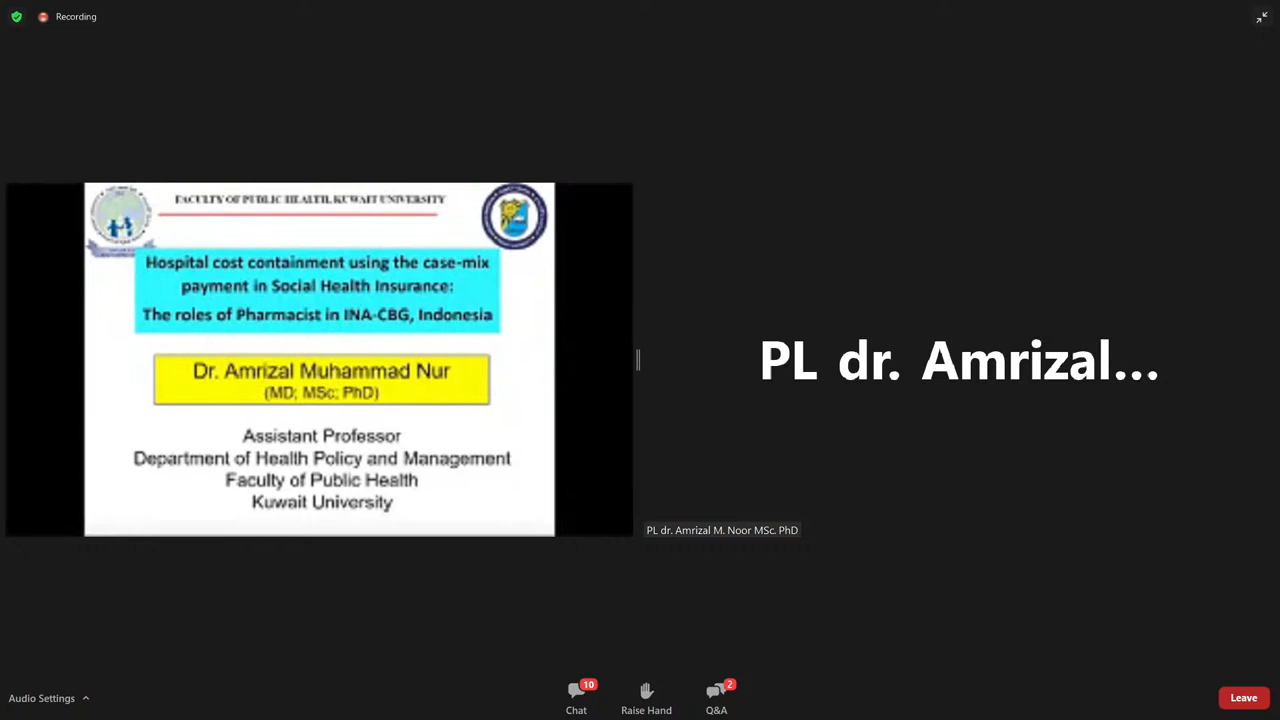 Recording
FACULTY OF PUBLIC HEALTH, KUWAIT UNIVERSITY
Hospital cost containment using the case-mix
payment in Social Health Insurance:
The roles of Pharmacist in INA-CBG, Indonesia
Dr. Amrizal Muhammad Nur
(MD; MSc; PhD)
Assistant Professor
Department of Health Policy and Management
Faculty of Public Health
Kuwait University
PL dr. Amrizal...
PL dr. Amrizal M. Noor MSc. PhD
Audio Settings
10
Chat
Raise Hand
2
Q&A
Leave